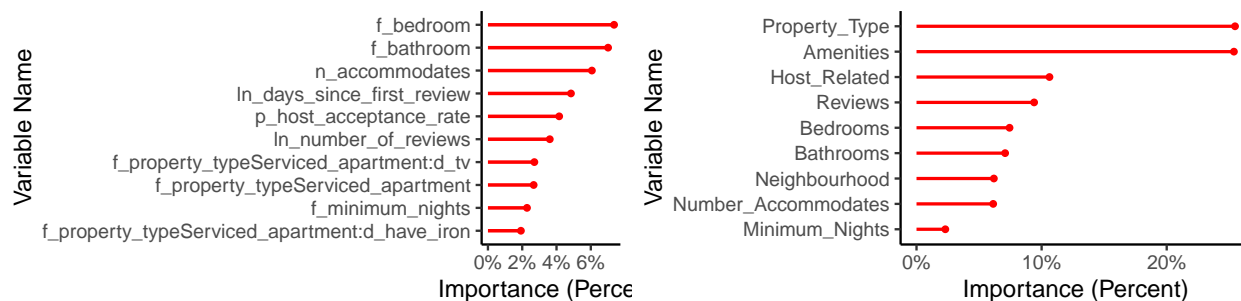 Variable Name
f_bedroom
f_bathroom
n_accommodates
ln_days_since_first_review
p_host_acceptance_rate
ln_number_of_reviews
f_property_typeServiced_apartment:d_tv
f_property_typeServiced_apartment
f_minimum_nights
f_property_typeServiced_apartment:d_have_iron
0% 2% 4% 6%
Importance (Perce
Variable Name
Property_Type
Amenities
Host_Related
Reviews
Bedrooms
Bathrooms
Neighbourhood
Number_Accommodates
Minimum_Nights
0% 10% 20%
Importance (Percent)